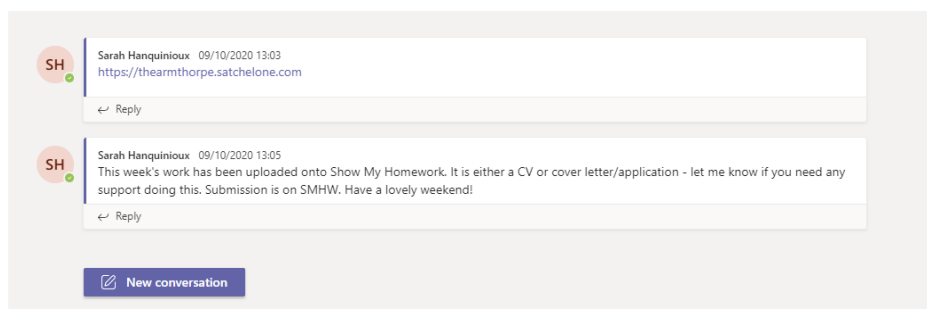 SH
Sarah Hanquinioux 09/10/2020 13:03
https://thearmthorpe.satchelone.com
Reply
SH
Sarah Hanquinioux 09/10/2020 13:05
This week's work has been uploaded onto Show My Homework. It is either a CV or cover letter/application - let me know if you need any
support doing this. Submission is on SMHW. Have a lovely weekend!
Reply
New conversation